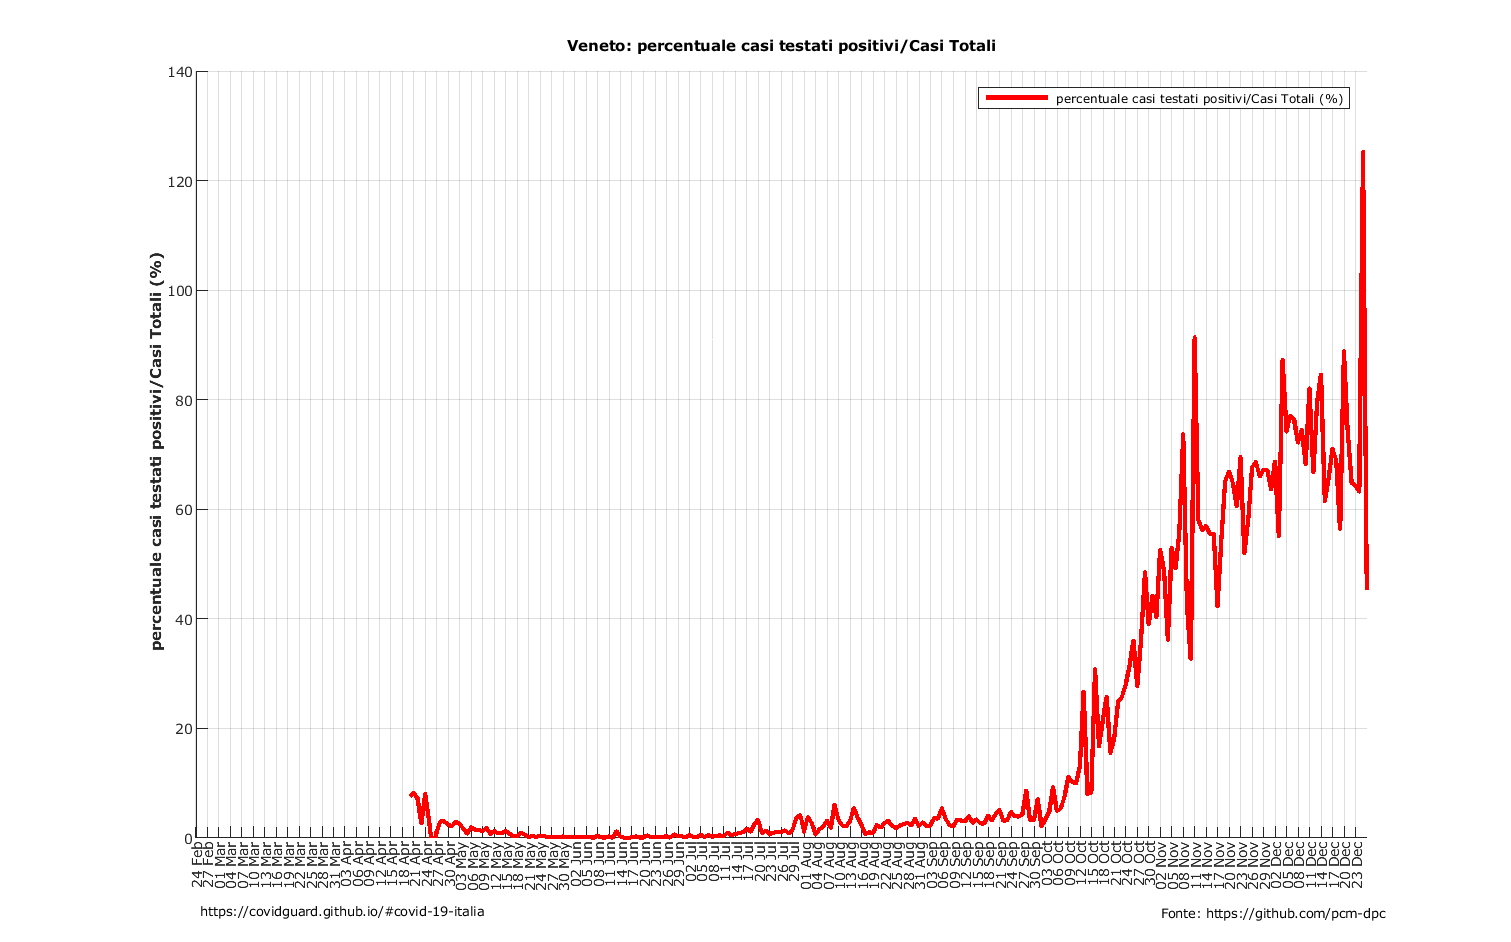 Veneto: percentuale casi testati positivi/Casi Totali
percentuale casi testati positivi/Casi Totali (%)
percentuale casi testati positivi/Casi Totali (%)
140
120
100
80
60
40
20
0
24 Feb
27 Feb
01 Mar
04 Mar
07 Mar
10 Mar
13 Mar
16 Mar
19 Mar
22 Mar
25 Mar
28 Mar
31 Mar
03 Apr
06 Apr
09 Apr
12 Apr
15 Apr
18 Apr
21 Apr
24 Apr
27 Apr
30 Apr
03 May
06 May
09 May
12 May
15 May
18 May
21 May
24 May
27 May
30 May
02 Jun
05 Jun
08 Jun
11 Jun
14 Jun
17 Jun
20 Jun
23 Jun
26 Jun
29 Jun
02 Jul
05 Jul
08 Jul
11 Jul
14 Jul
17 Jul
20 Jul
23 Jul
26 Jul
29 Jul
01 Aug
04 Aug
07 Aug
10 Aug
13 Aug
16 Aug
19 Aug
22 Aug
25 Aug
28 Aug
31 Aug
03 Sep
06 Sep
09 Sep
12 Sep
15 Sep
18 Sep
21 Sep
24 Sep
27 Sep
30 Sep
03 Oct
06 Oct
09 Oct
12 Oct
15 Oct
18 Oct
21 Oct
24 Oct
27 Oct
30 Oct
02 Nov
05 Nov
08 Nov
11 Nov
14 Nov
17 Nov
20 Nov
23 Nov
26 Nov
29 Nov
02 Dec
05 Dec
08 Dec
11 Dec
14 Dec
17 Dec
20 Dec
23 Dec
https://covidguard.github.io/#covid-19-italia
Fonte: https://github.com/pcm-dpc